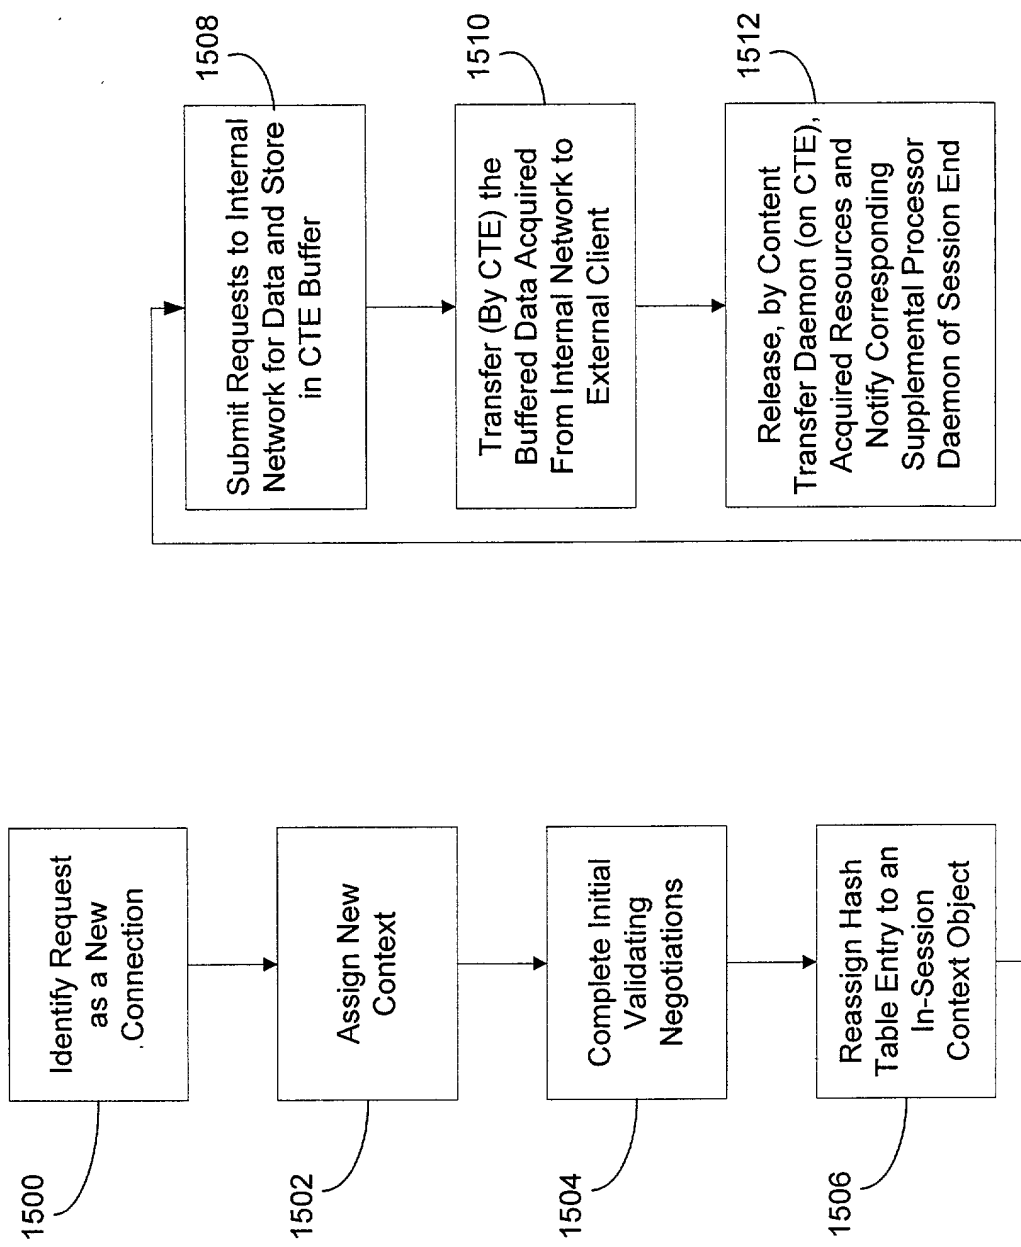 1500
Identify Request
as a New
Connection
1502
Assign New
Context
1504
Complete Initial
Validating
Negotiations
1506
Reassign Hash
Table Entry to an
In-Session
Context Object
1508
Submit Requests to Internal
Network for Data and Store
in CTE Buffer
1510
Transfer (By CTE) the
Buffered Data Acquired
From Internal Network to
External Client
1512
Release, by Content
Transfer Daemon (on CTE),
Acquired Resources and
Notify Corresponding
Supplemental Processor
Daemon of Session End